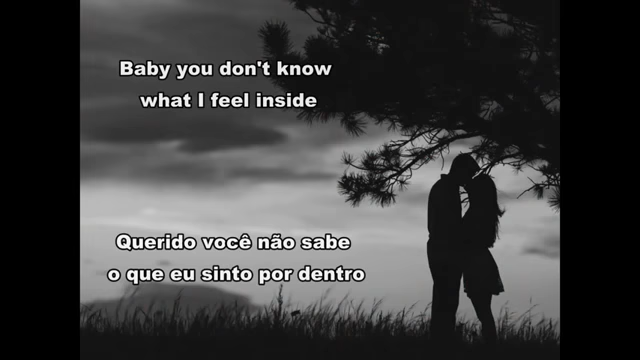 Baby you don't know
what I feel inside
Querido você não sabe
o que eu sinto por dentro